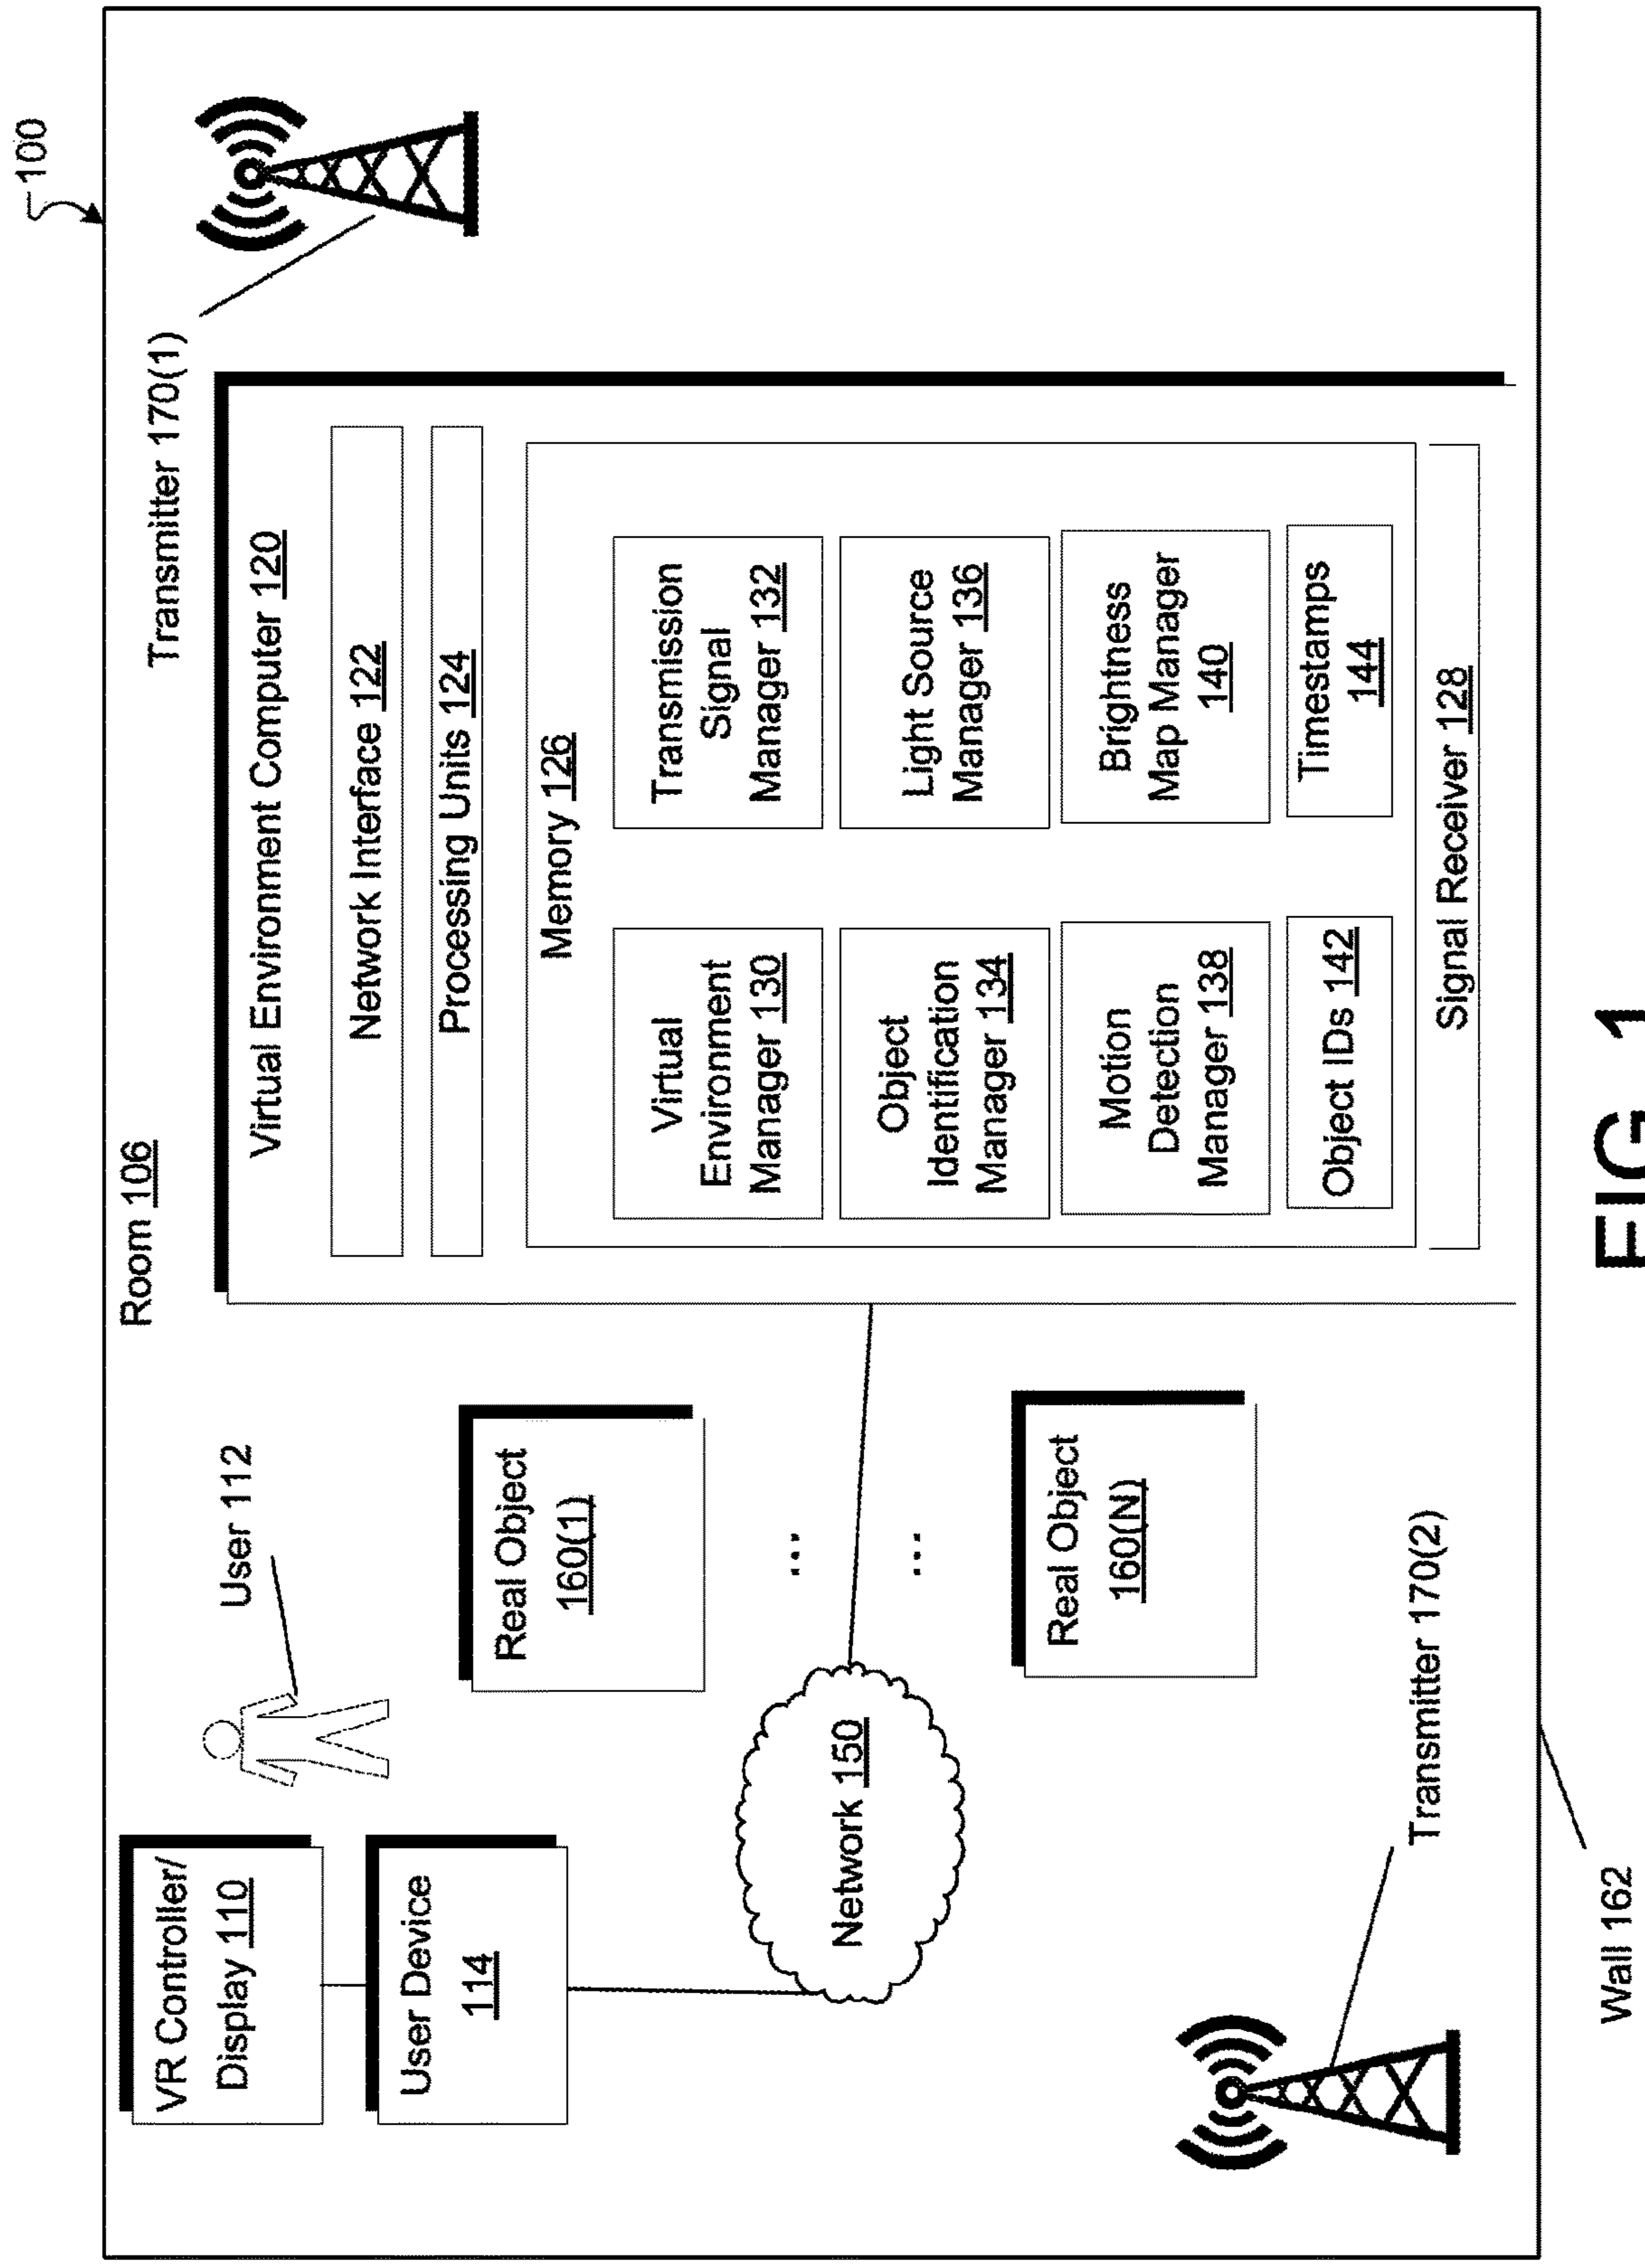 100
Room 106
Transmitter 170(1)
VR Controller/
Display 110
User 112
User Device
114
Real Object
160(1)
...
...
Real Object
160(N)
Network 150
Transmitter 170(2)
Wall 162
Virtual Environment Computer 120
Network Interface 122
Processing Units 124
Memory 126
Virtual
Environment
Manager 130
Transmission
Signal
Manager 132
Object
Identification
Manager 134
Light Source
Manager 136
Motion
Detection
Manager 138
Brightness
Map Manager
140
Object IDs 142
Timestamps
144
Signal Receiver 128
FIG 1